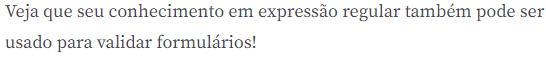 Veja que seu conhecimento em expressão regular também pode ser
usado para validar formulários!